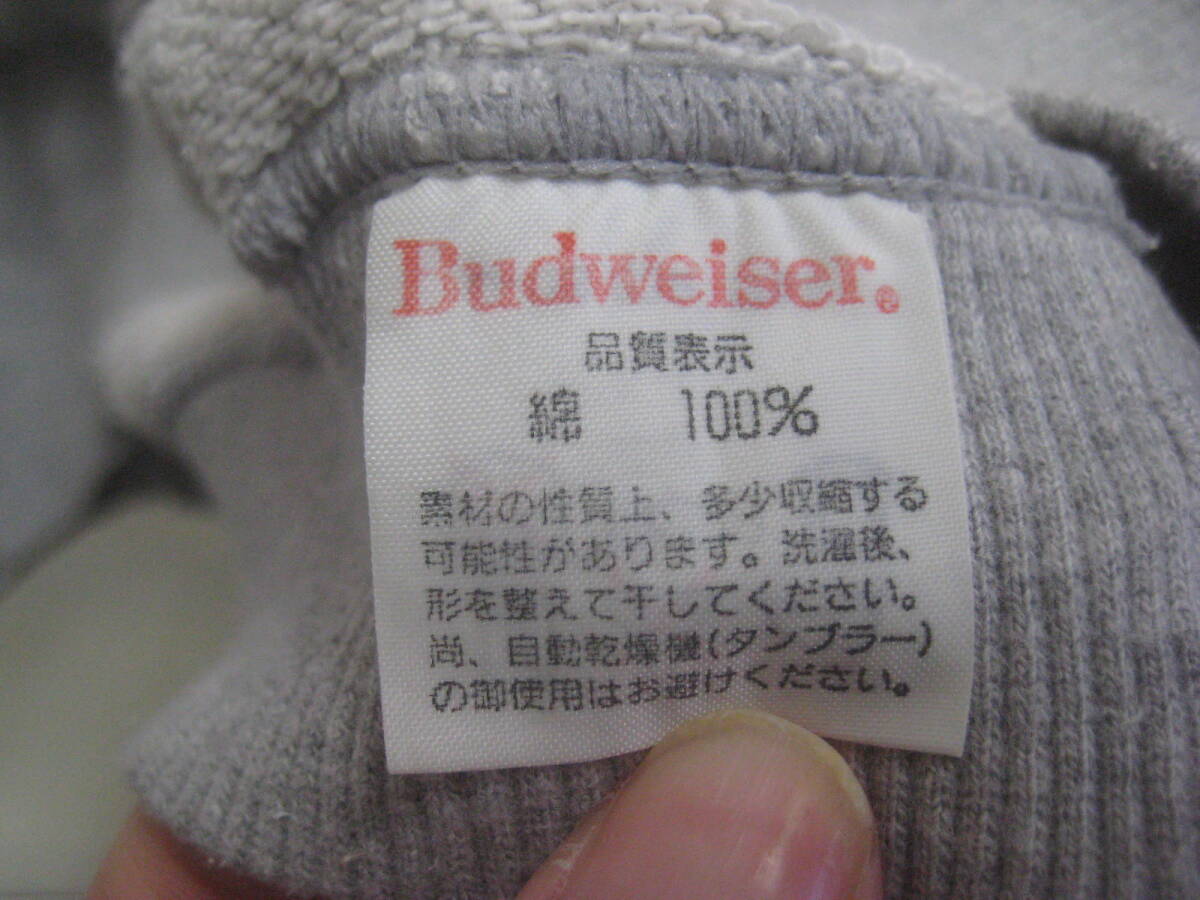 Budweiser®
品質表示
綿 100%
素材の性質上、多少収縮する
可能性があります。洗濯後、
形を整えて干してください。
尚、自動乾燥機(タンブラー)
の御使用はお避けください。